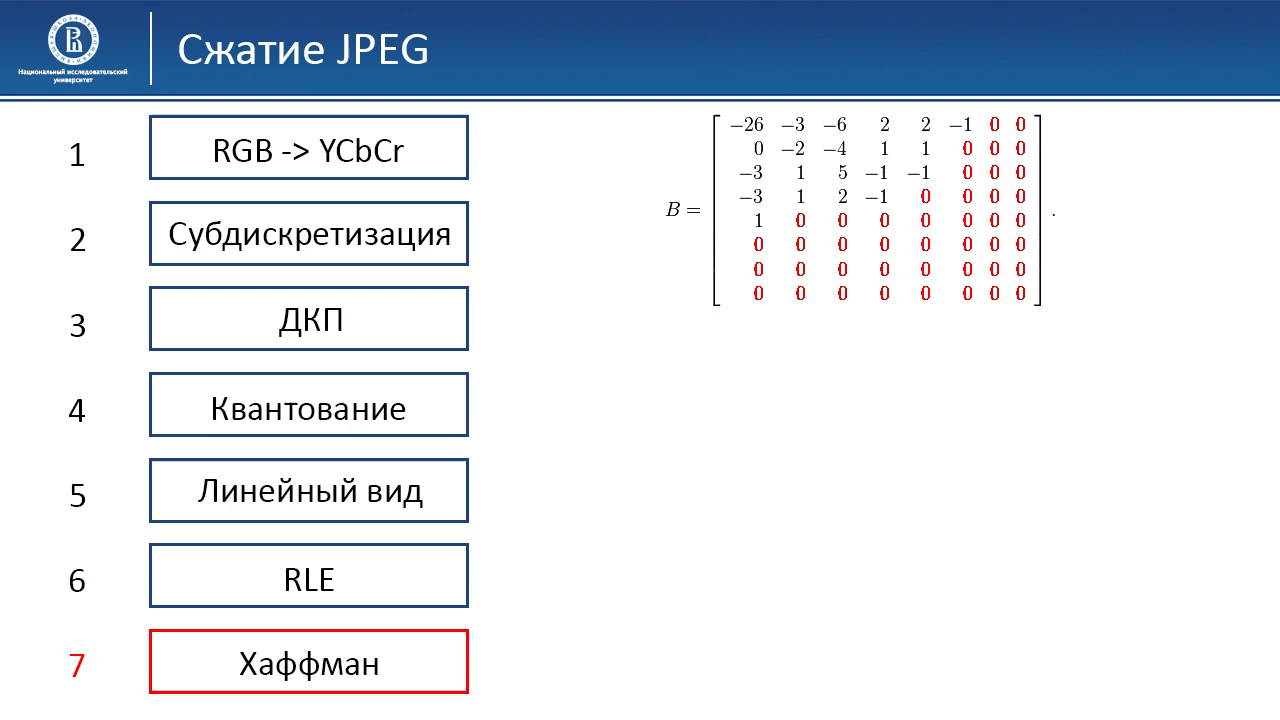 Национальный исследовательский
университет
Сжатие JPEG
1 RGB -> YCbCr
2 Субдискретизация
3 ДКП
4 Квантование
5 Линейный вид
6 RLE
7 Хаффман
−26 −3 −6 2 2 −1 0 0
0 −2 −4 1 1 0 0 0
−3 1 5 −1 −1 0 0 0
−3 1 2 −1 0 0 0 0
B = 1 0 0 0 0 0 0 0 .
0 0 0 0 0 0 0 0
0 0 0 0 0 0 0 0
0 0 0 0 0 0 0 0